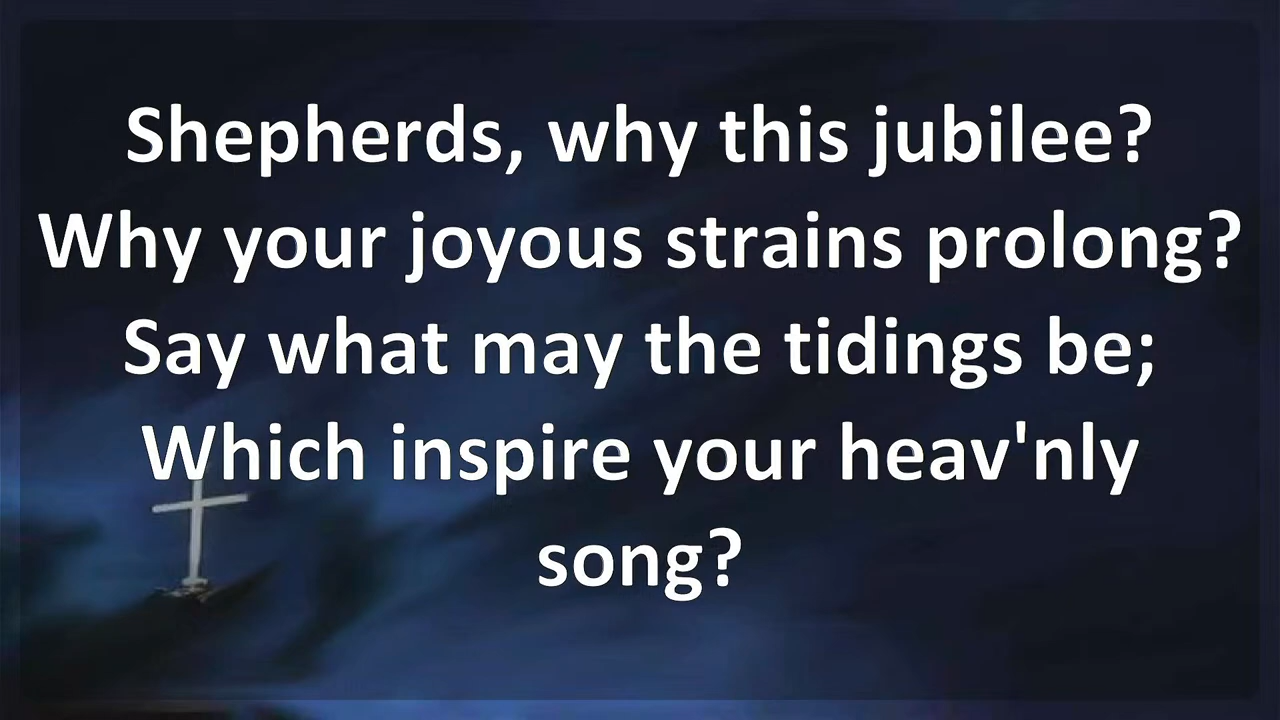 Shepherds, why this jubilee?
Why your joyous strains prolong?
Say what may the tidings be;
Which inspire your heav'nly
song?